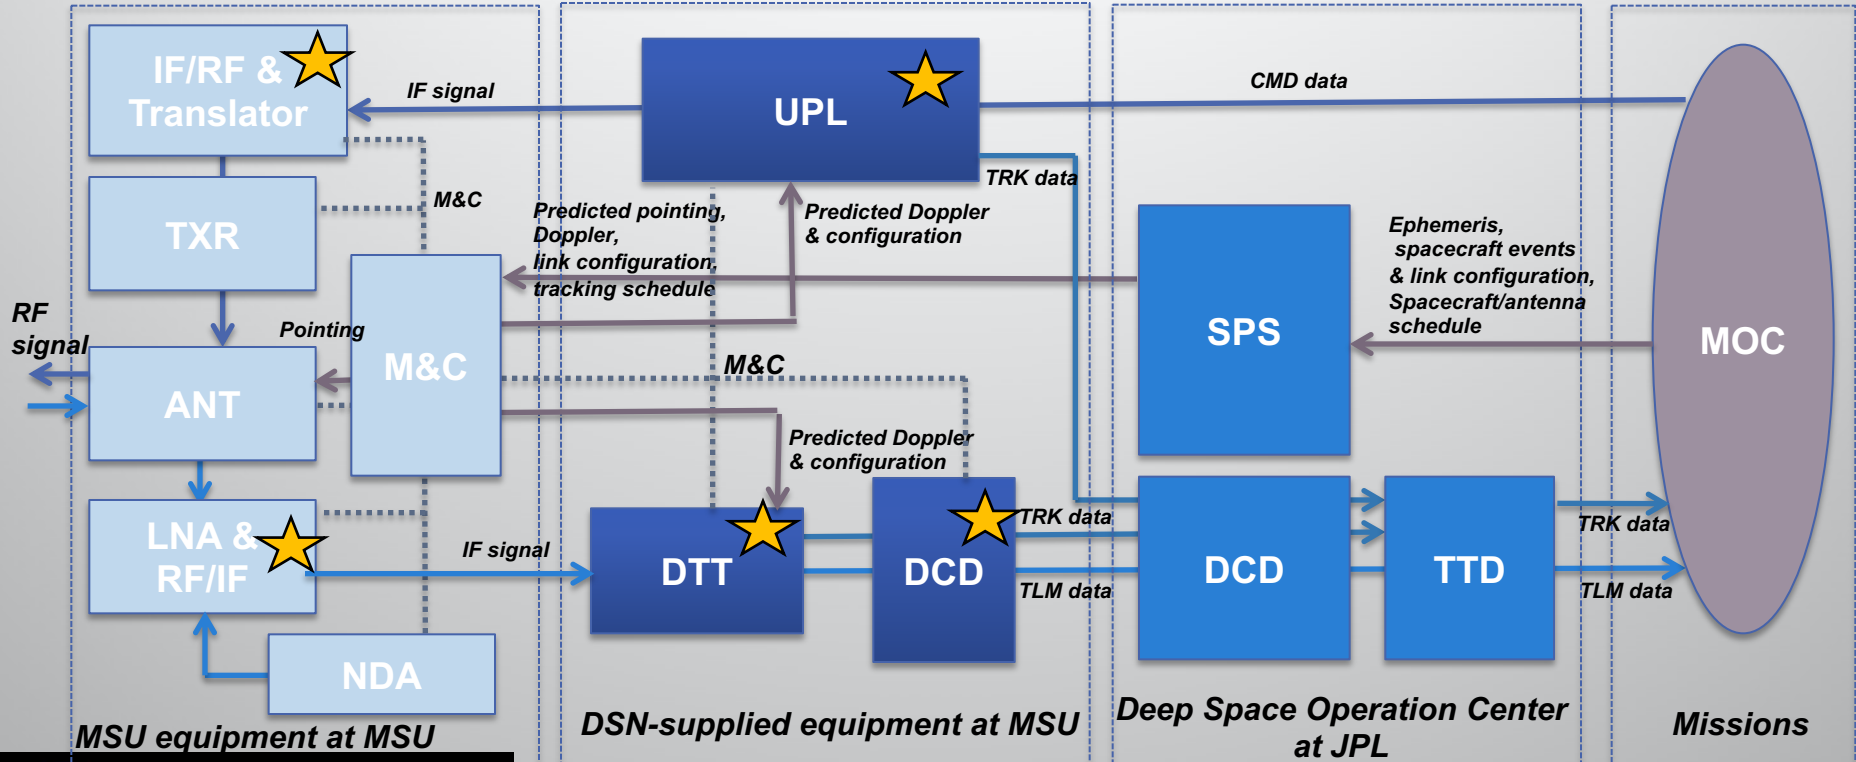 IF/RF &
Translator
IF signal
UPL
CMD data
TRK data
M&C
TXR
Predicted pointing,
Doppler,
link configuration,
tracking schedule
Predicted Doppler
& configuration
Ephemeris,
spacecraft events
& link configuration,
Spacecraft/antenna
schedule
RF
signal
Pointing
M&C
SPS
MOC
ANT
M&C
Predicted Doppler
& configuration
LNA &
RF/IF
IF signal
DTT
DCD
TRK data
TLM data
DCD
TTD
TRK data
TLM data
NDA
MSU equipment at MSU
DSN-supplied equipment at MSU
Deep Space Operation Center
at JPL
Missions